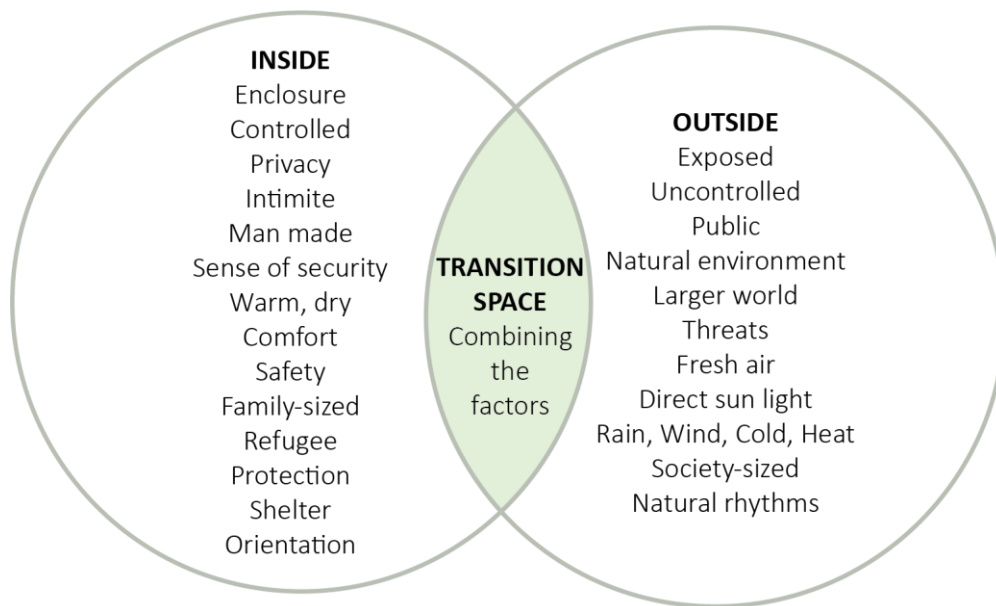 INSIDE
Enclosure
Controlled
Privacy
Intimite
Man made
Sense of security
Warm, dry
Comfort
Safety
Family-sized
Refugee
Protection
Shelter
Orientation
TRANSITION
SPACE
Combining
the
factors
OUTSIDE
Exposed
Uncontrolled
Public
Natural environment
Larger world
Threats
Fresh air
Direct sun light
Rain, Wind, Cold, Heat
Society-sized
Natural rhythms